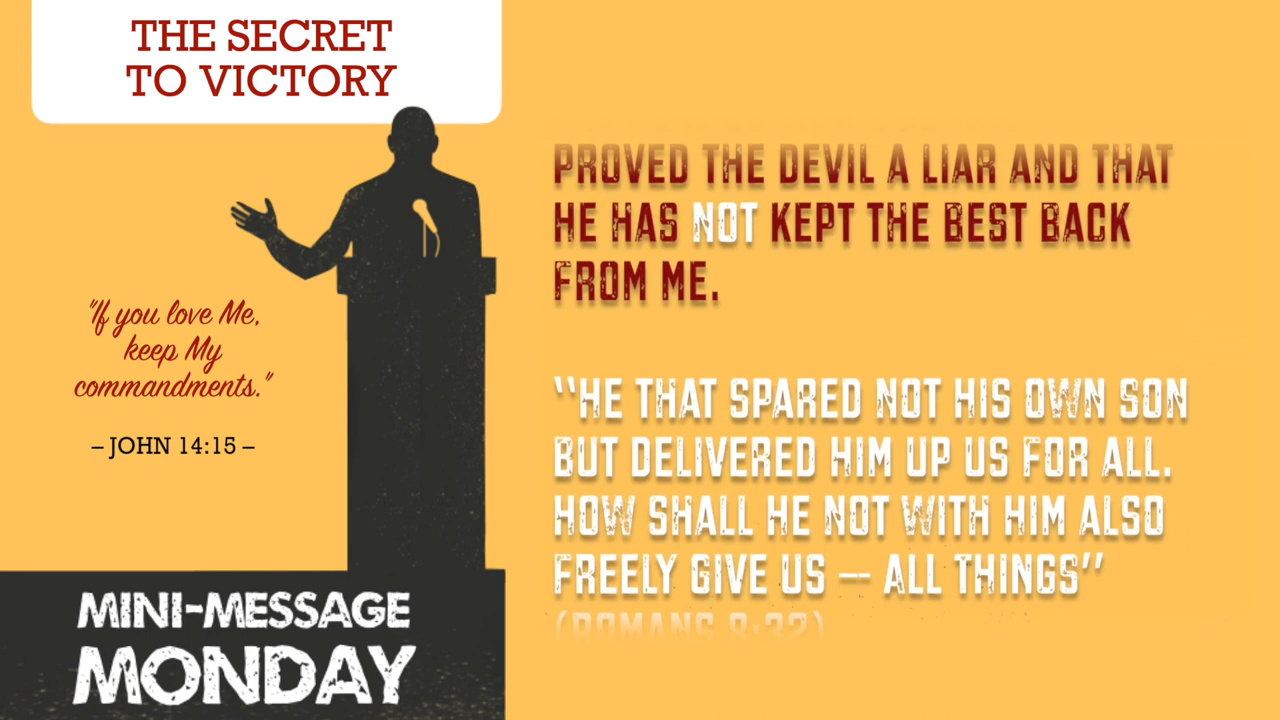 THE SECRET
TO VICTORY
"If you love Me,
keep My
commandments."
– JOHN 14:15 –
MINI-MESSAGE
MONDAY
PROVED THE DEVIL A LIAR AND THAT
HE HAS NOT KEPT THE BEST BACK
FROM ME.
"HE THAT SPARED NOT HIS OWN SON
BUT DELIVERED HIM UP US FOR ALL.
HOW SHALL HE NOT WITH HIM ALSO
FREELY GIVE US -- ALL THINGS"
(ROMANS 8:32)